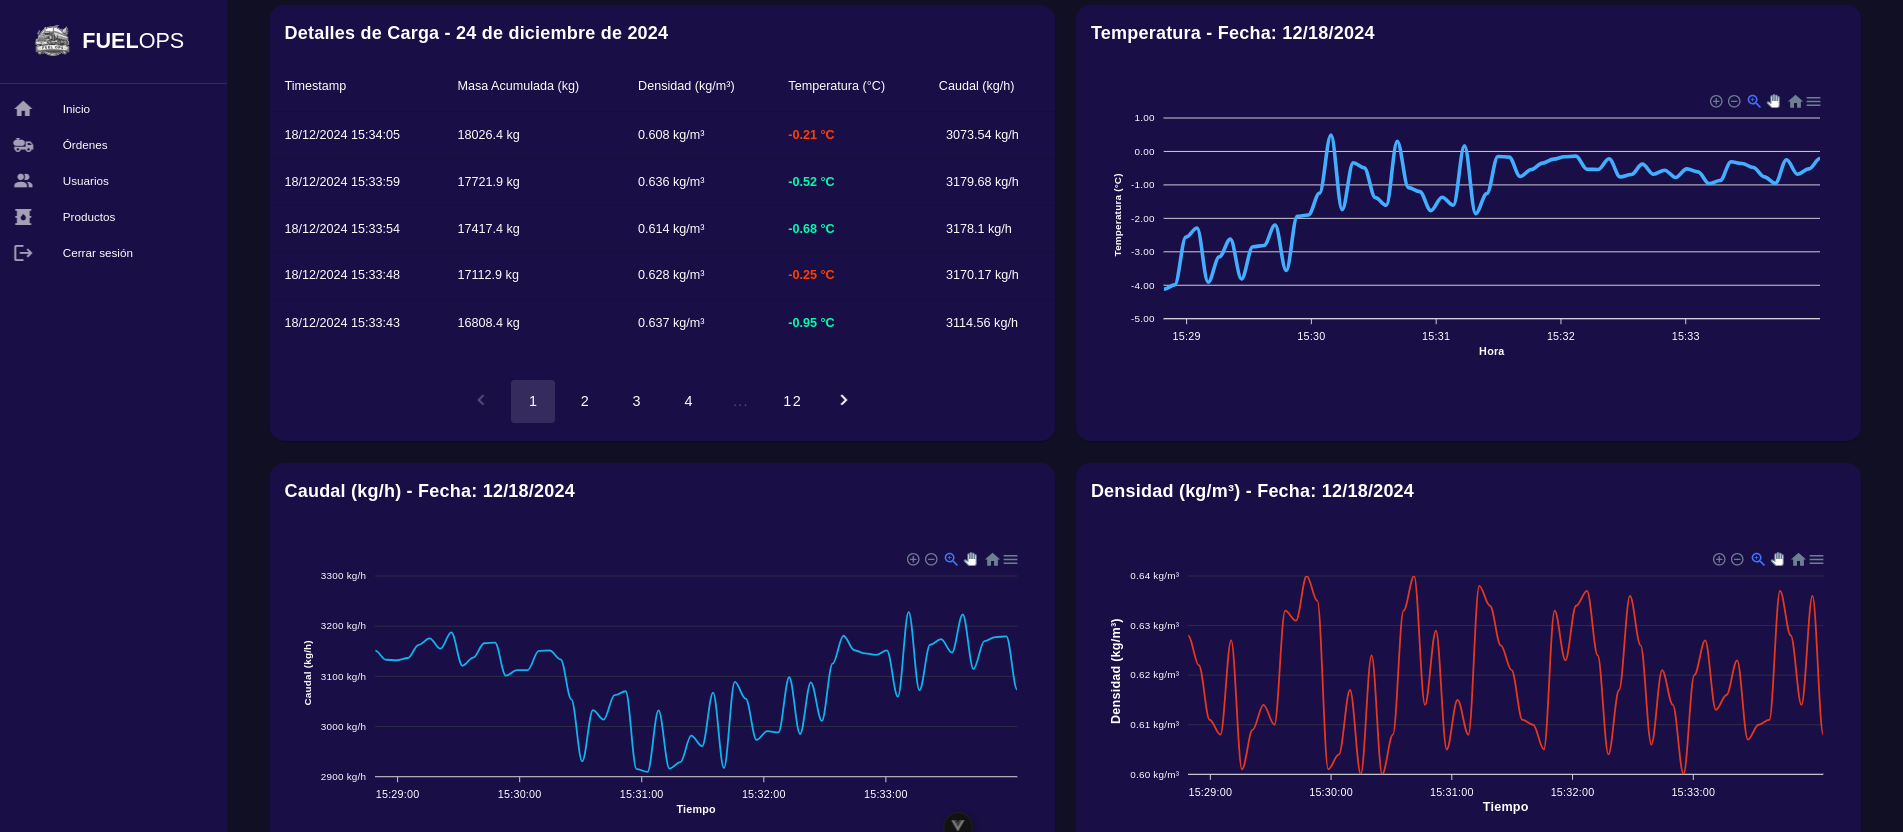 FUELOPS
Inicio
Órdenes
Usuarios
Productos
Cerrar sesión
Detalles de Carga - 24 de diciembre de 2024
Timestamp Masa Acumulada (kg) Densidad (kg/m³) Temperatura (°C) Caudal (kg/h)
18/12/2024 15:34:05 18026.4 kg 0.608 kg/m³ -0.21 °C 3073.54 kg/h
18/12/2024 15:33:59 17721.9 kg 0.636 kg/m³ -0.52 °C 3179.68 kg/h
18/12/2024 15:33:54 17417.4 kg 0.614 kg/m³ -0.68 °C 3178.1 kg/h
18/12/2024 15:33:48 17112.9 kg 0.628 kg/m³ -0.25 °C 3170.17 kg/h
18/12/2024 15:33:43 16808.4 kg 0.637 kg/m³ -0.95 °C 3114.56 kg/h
1 2 3 4 ... 12
Temperatura - Fecha: 12/18/2024
Temperatura (°C)
1.00
0.00
-1.00
-2.00
-3.00
-4.00
-5.00
15:29 15:30 15:31 15:32 15:33
Hora
Caudal (kg/h) - Fecha: 12/18/2024
Caudal (kg/h)
3300 kg/h
3200 kg/h
3100 kg/h
3000 kg/h
2900 kg/h
15:29:00 15:30:00 15:31:00 15:32:00 15:33:00
Tiempo
Densidad (kg/m³) - Fecha: 12/18/2024
Densidad (kg/m³)
0.64 kg/m³
0.63 kg/m³
0.62 kg/m³
0.61 kg/m³
0.60 kg/m³
15:29:00 15:30:00 15:31:00 15:32:00 15:33:00
Tiempo